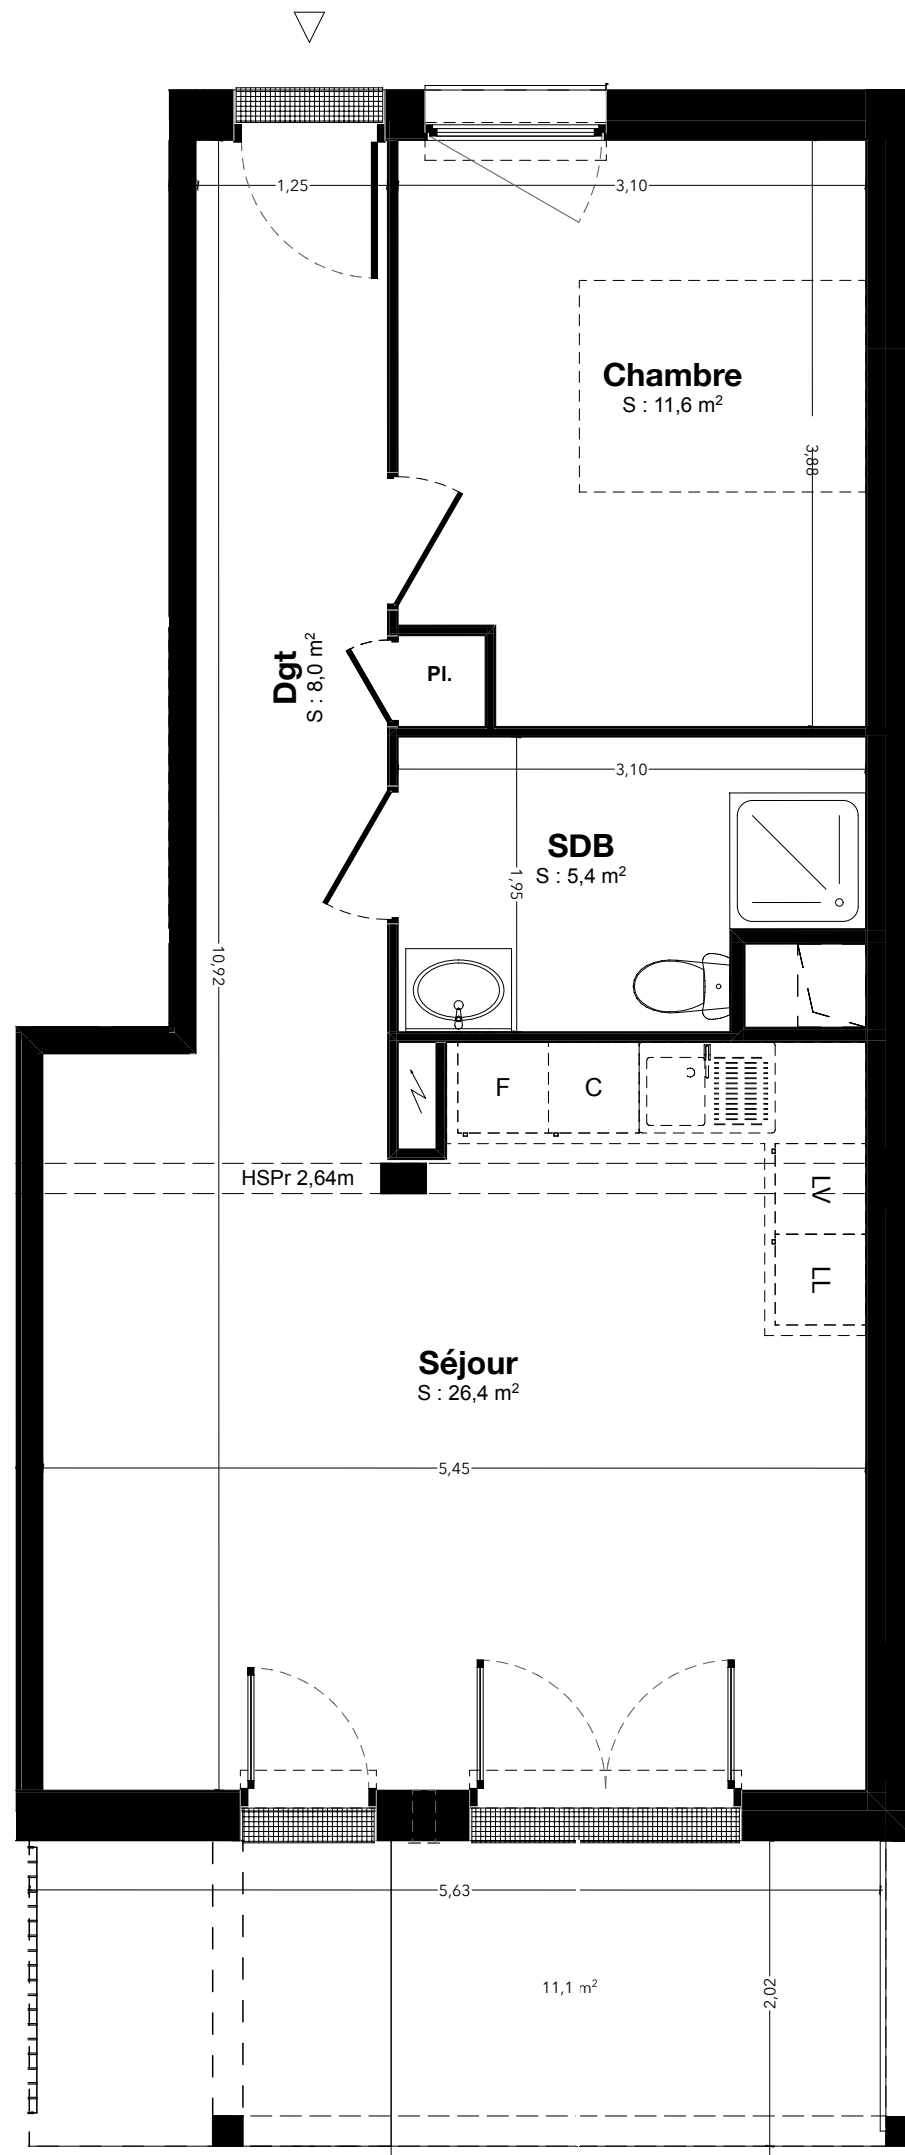 1,25
3,10
Chambre
S : 11,6 m²
3,88
Dgt
S : 8,0 m²
Pl.
3,10
SDB
S : 5,4 m²
1,95
10,92
F
C
HSPr 2,64m
LV
LL
Séjour
S : 26,4 m²
5,45
5,63
11,1 m²
2,02